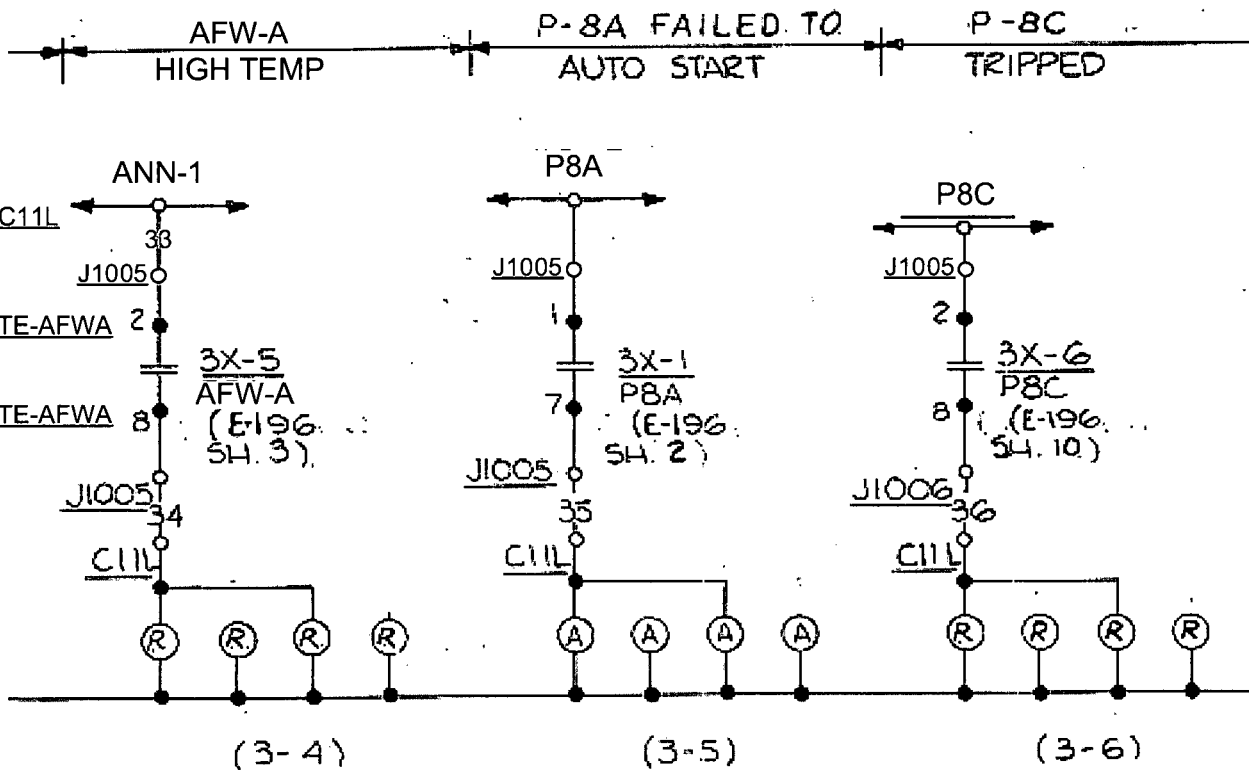 AFW-A
HIGH TEMP
P-8A FAILED TO
AUTO START
P-8C
TRIPPED
ANN-1
C11L
33
J1005
TE-AFWA 2
3X-5
AFW-A
TE-AFWA 8
(E-196
SH. 3)
J1005
34
C11L
R R R R
(3-4)
P8A
J1005
1
3X-1
P8A
7
(E-196
SH. 2)
J1005
35
C11L
A A A A
(3-5)
P8C
J1005
2
3X-6
P8C
8
(E-196
SH. 10)
J1006
36
C11L
R R R R
(3-6)